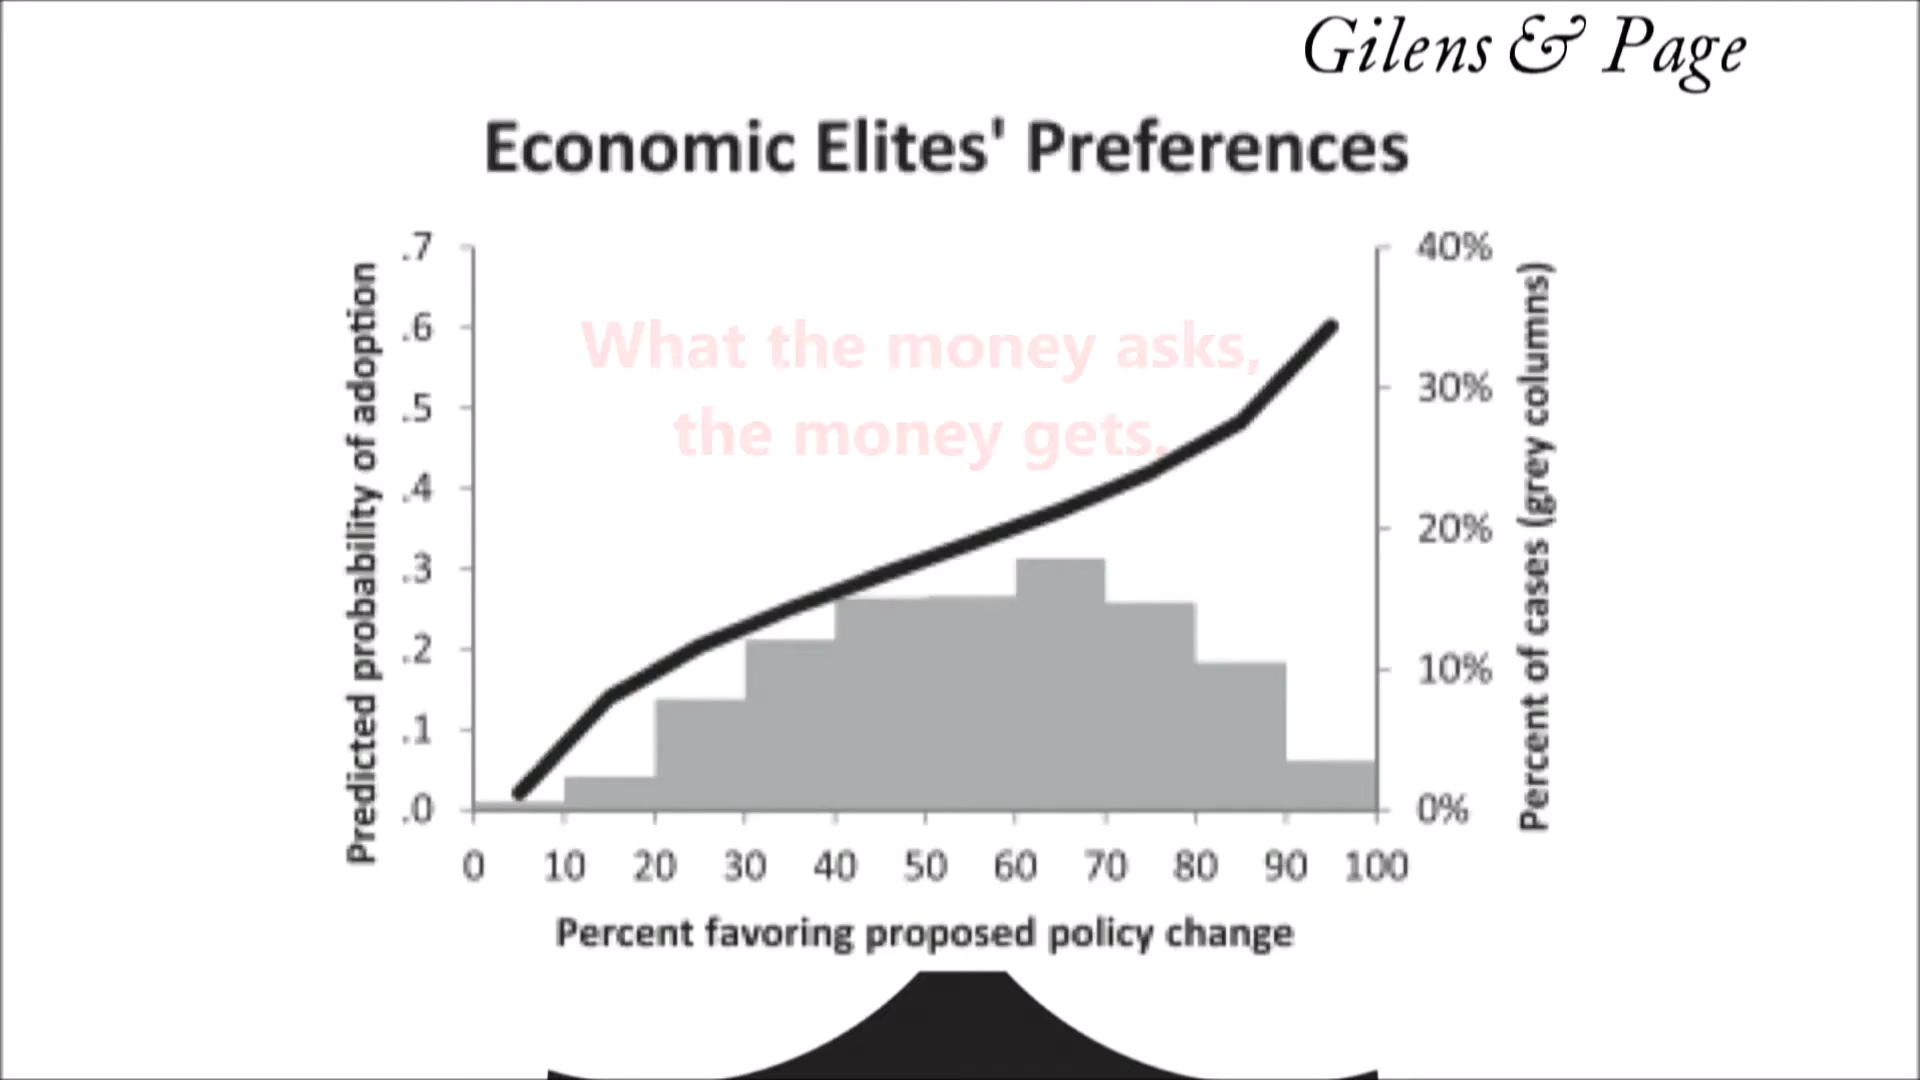 Gilens & Page
Economic Elites' Preferences
What the money asks,
the money gets.
Predicted probability of adoption
.7
.6
.5
.4
.3
.2
.1
.0
40%
30%
20%
10%
0%
Percent of cases (grey columns)
0 10 20 30 40 50 60 70 80 90 100
Percent favoring proposed policy change